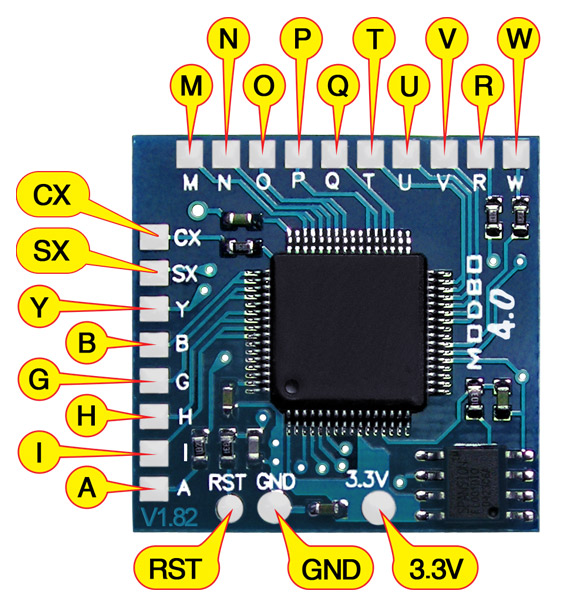 N P T V W
M O Q U R
M N O P Q T U V R W
CX CX
SX SX
Y Y
B B
G G
H H
I I
A A
MODBO
4.0
RST GND 3.3V
V1.82
RST GND 3.3V